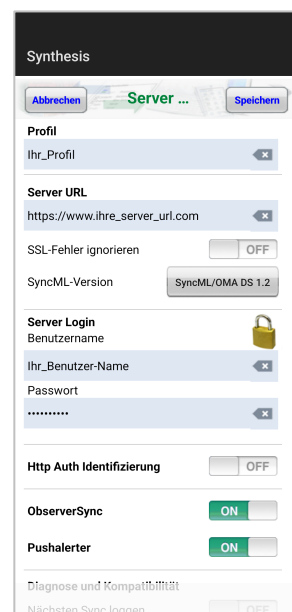 Synthesis
Abbrechen Server ... Speichern
Profil
Ihr_Profil
Server URL
https://www.ihre_server_url.com
SSL-Fehler ignorieren OFF
SyncML-Version SyncML/OMA DS 1.2
Server Login
Benutzername
Ihr_Benutzer-Name
Passwort
••••••••••
Http Auth Identifizierung OFF
ObserverSync ON
Pushalerter ON
Diagnose und Kompatibilität
Nächsten Sync loggen OFF